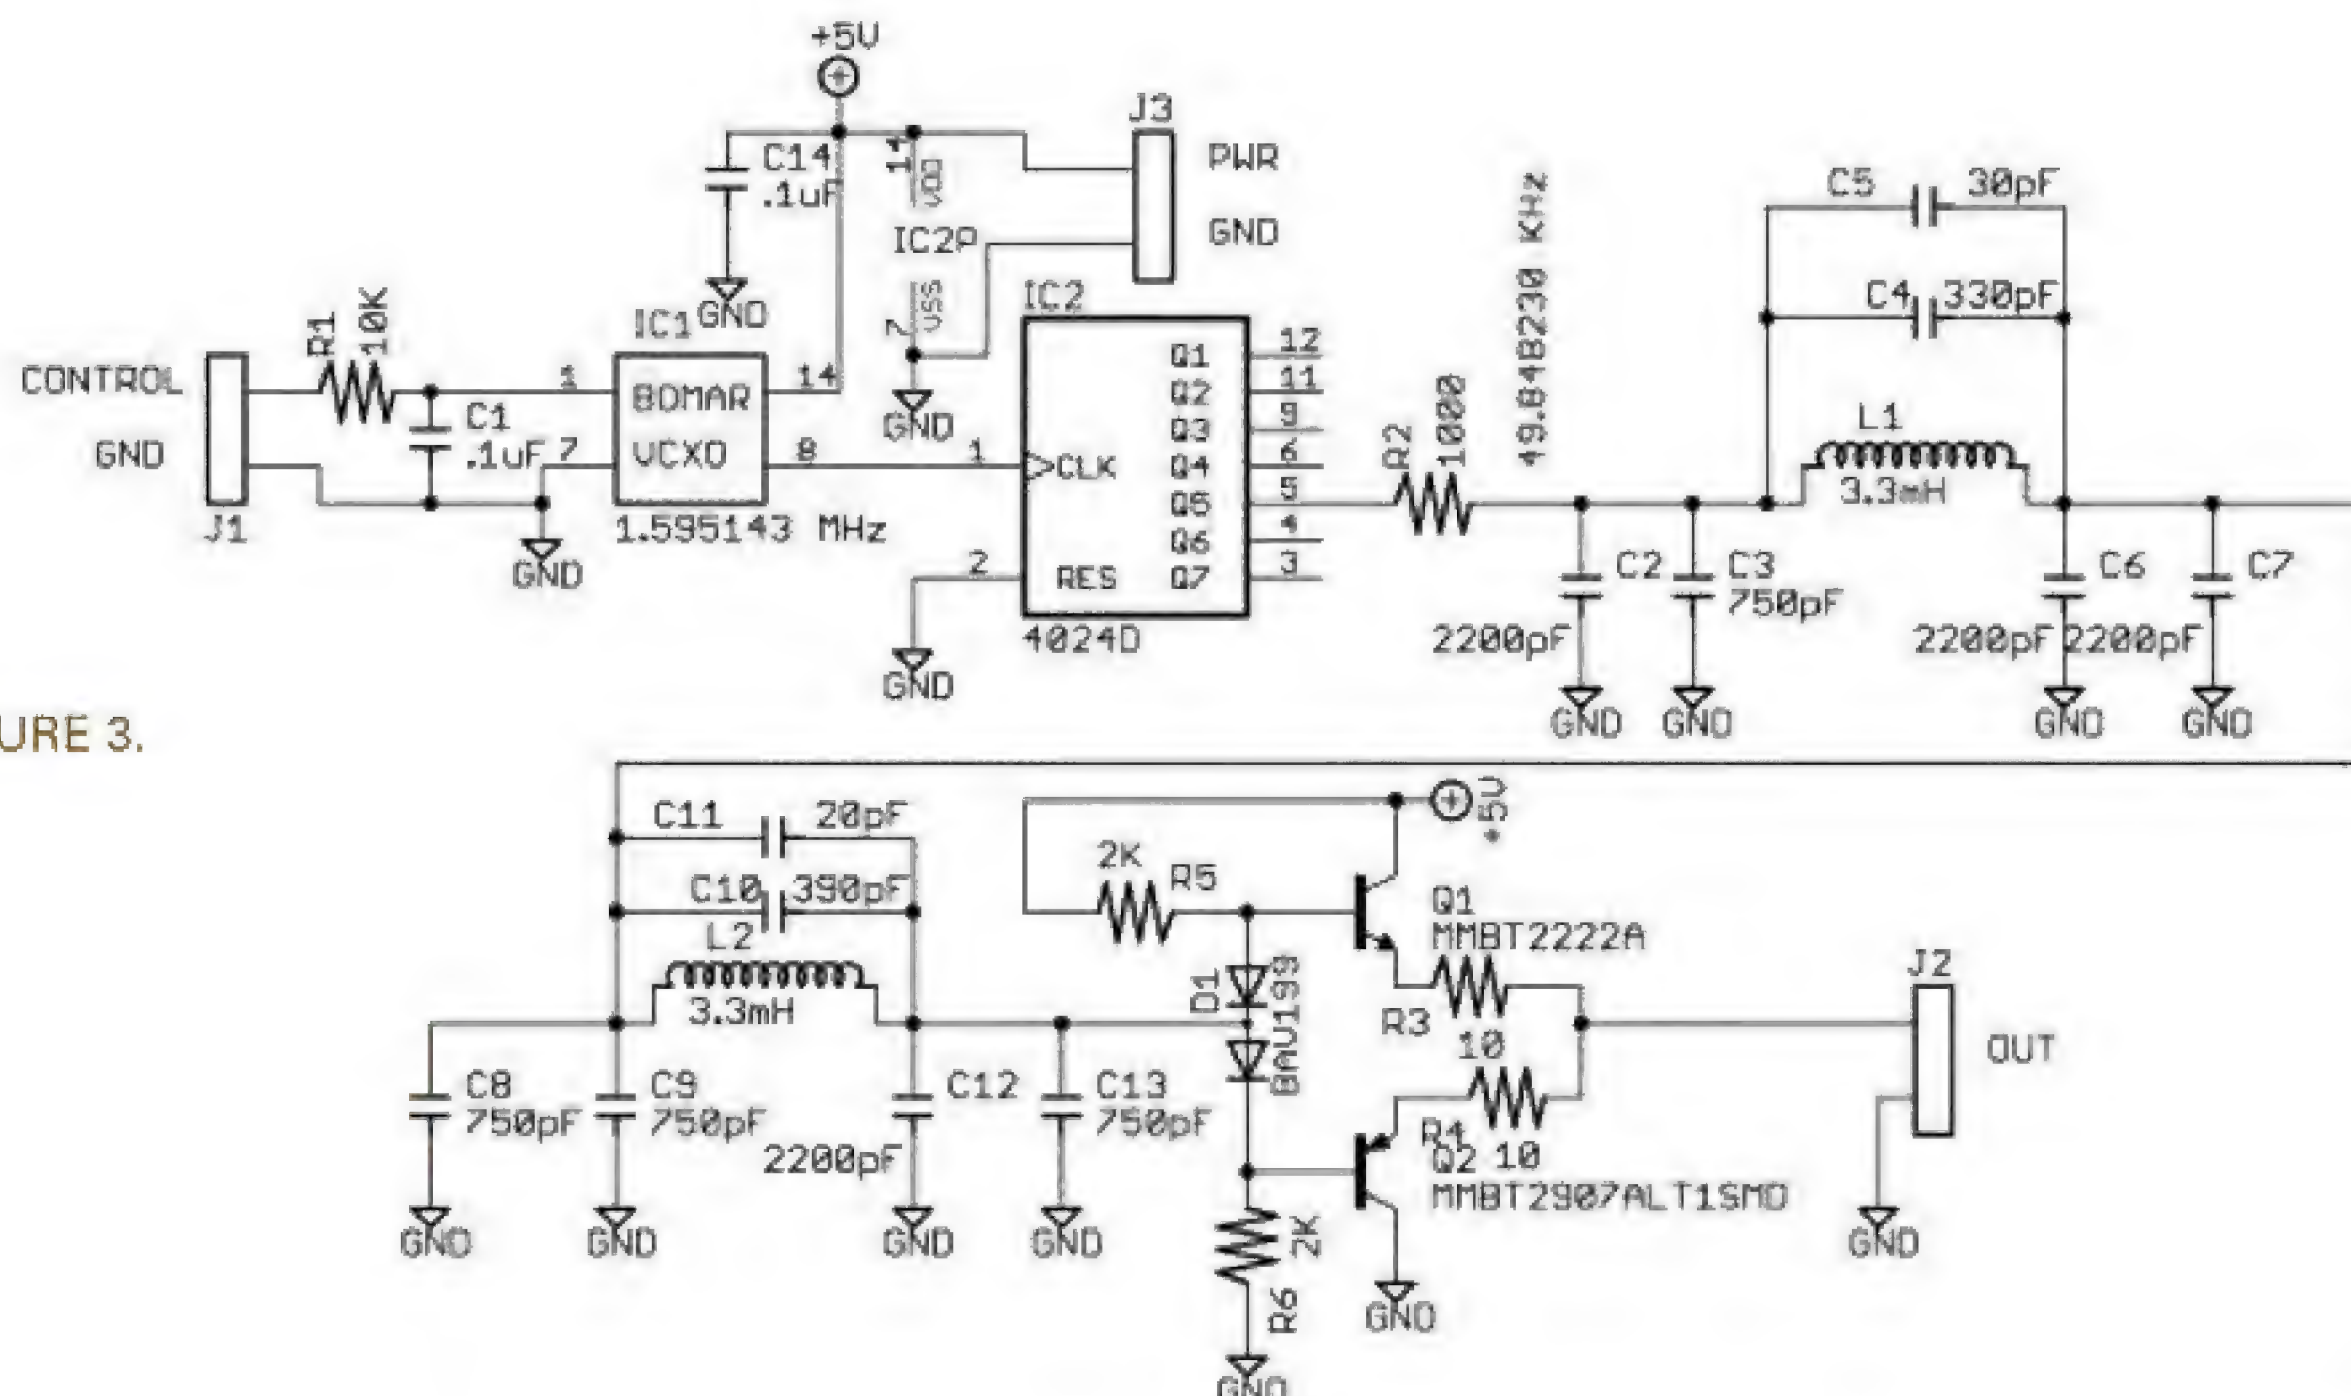 +5V
J3
PWR
GND
C14
.1uF
GND
14
VDD
IC2P
7
VSS
GND
R1
10K
CONTROL
GND
J1
C1
.1uF
GND
IC1
1
7
BDMAR
VCXO
14
8
1.595143 MHz
IC2
1
CLK
2
RES
GND
Q1 12
Q2 11
Q3 9
Q4 6
Q5 5
Q6 4
Q7 3
4024D
R2
1000
KHz
C5 30pF
C4 330pF
L1
3.3mH
C2
2200pF
GND
C3
750pF
GND
C6
2200pF
GND
C7
2200pF
GND
URE 3.
C11 20pF
C10 390pF
L2
3.3mH
C8
750pF
GND
C9
750pF
GND
C12
2200pF
GND
C13
750pF
GND
+5V
2K
R5
D1
BAV199
Q1
MMBT2222A
R3
10
R4
10
Q2
MMBT2907ALT1SMD
GND
2K
R6
GND
J2
OUT
GND